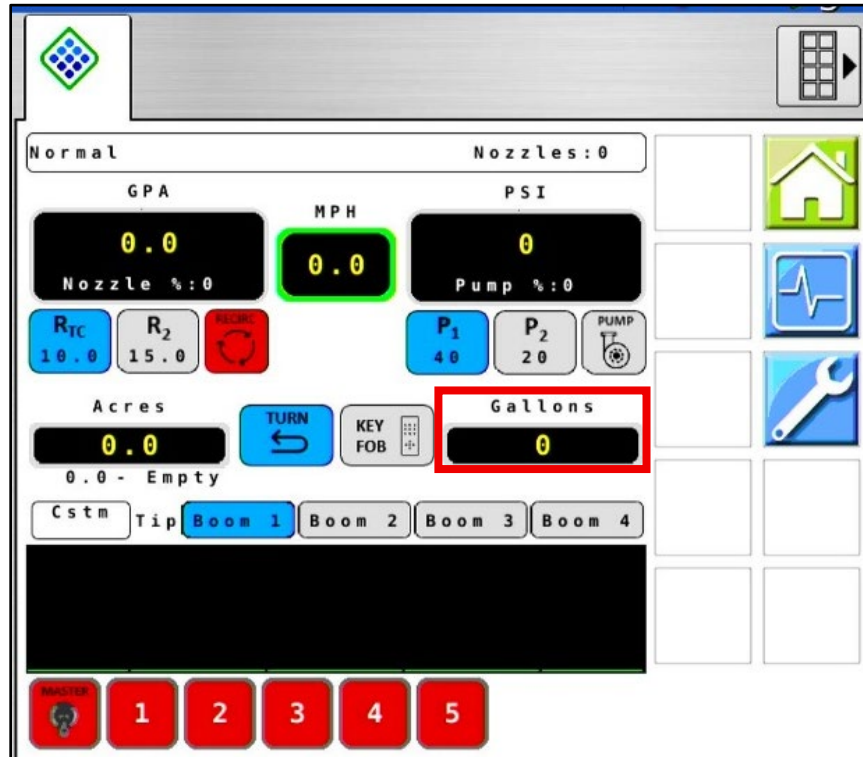 Normal Nozzles:0
GPA MPH PSI
0.0 0.0 0
Nozzle %:0 Pump %:0
RTC R2 RECIRC P1 P2 PUMP
10.0 15.0 40 20
Acres Gallons
0.0 TURN KEY FOB 0
0.0- Empty
Cstm Tip Boom 1 Boom 2 Boom 3 Boom 4
MASTER 1 2 3 4 5